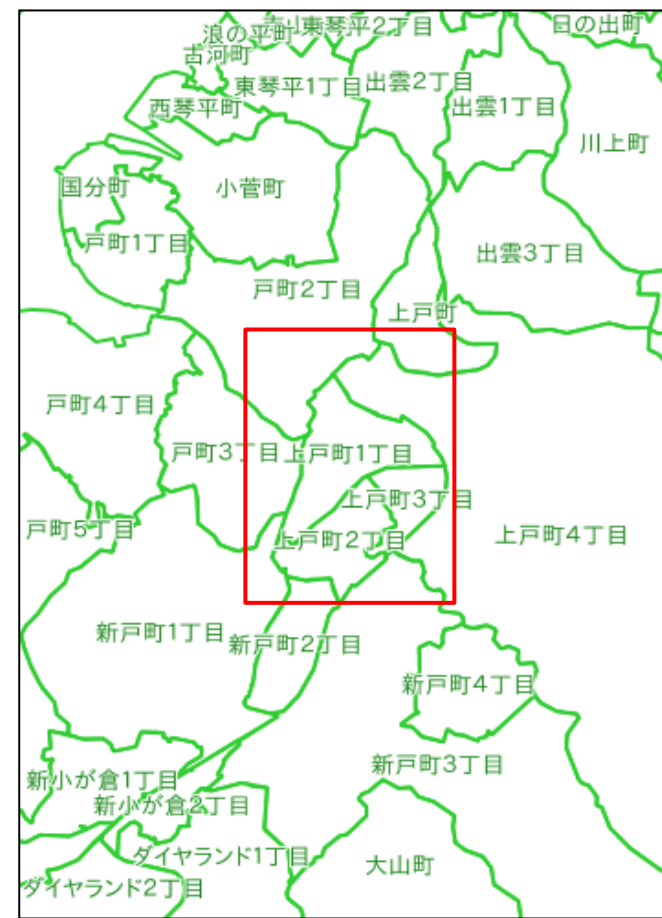 東琴平2丁目
日の出町
浪の平町
古河町
東琴平1丁目
出雲2丁目
出雲1丁目
西琴平町
川上町
国分町
小菅町
戸町1丁目
出雲3丁目
戸町2丁目
上戸町
戸町4丁目
戸町3丁目
上戸町1丁目
上戸町3丁目
戸町5丁目
上戸町2丁目
上戸町4丁目
新戸町1丁目
新戸町2丁目
新戸町4丁目
新戸町3丁目
新小が倉1丁目
新小が倉2丁目
ダイヤランド1丁目
大山町
ダイヤランド2丁目